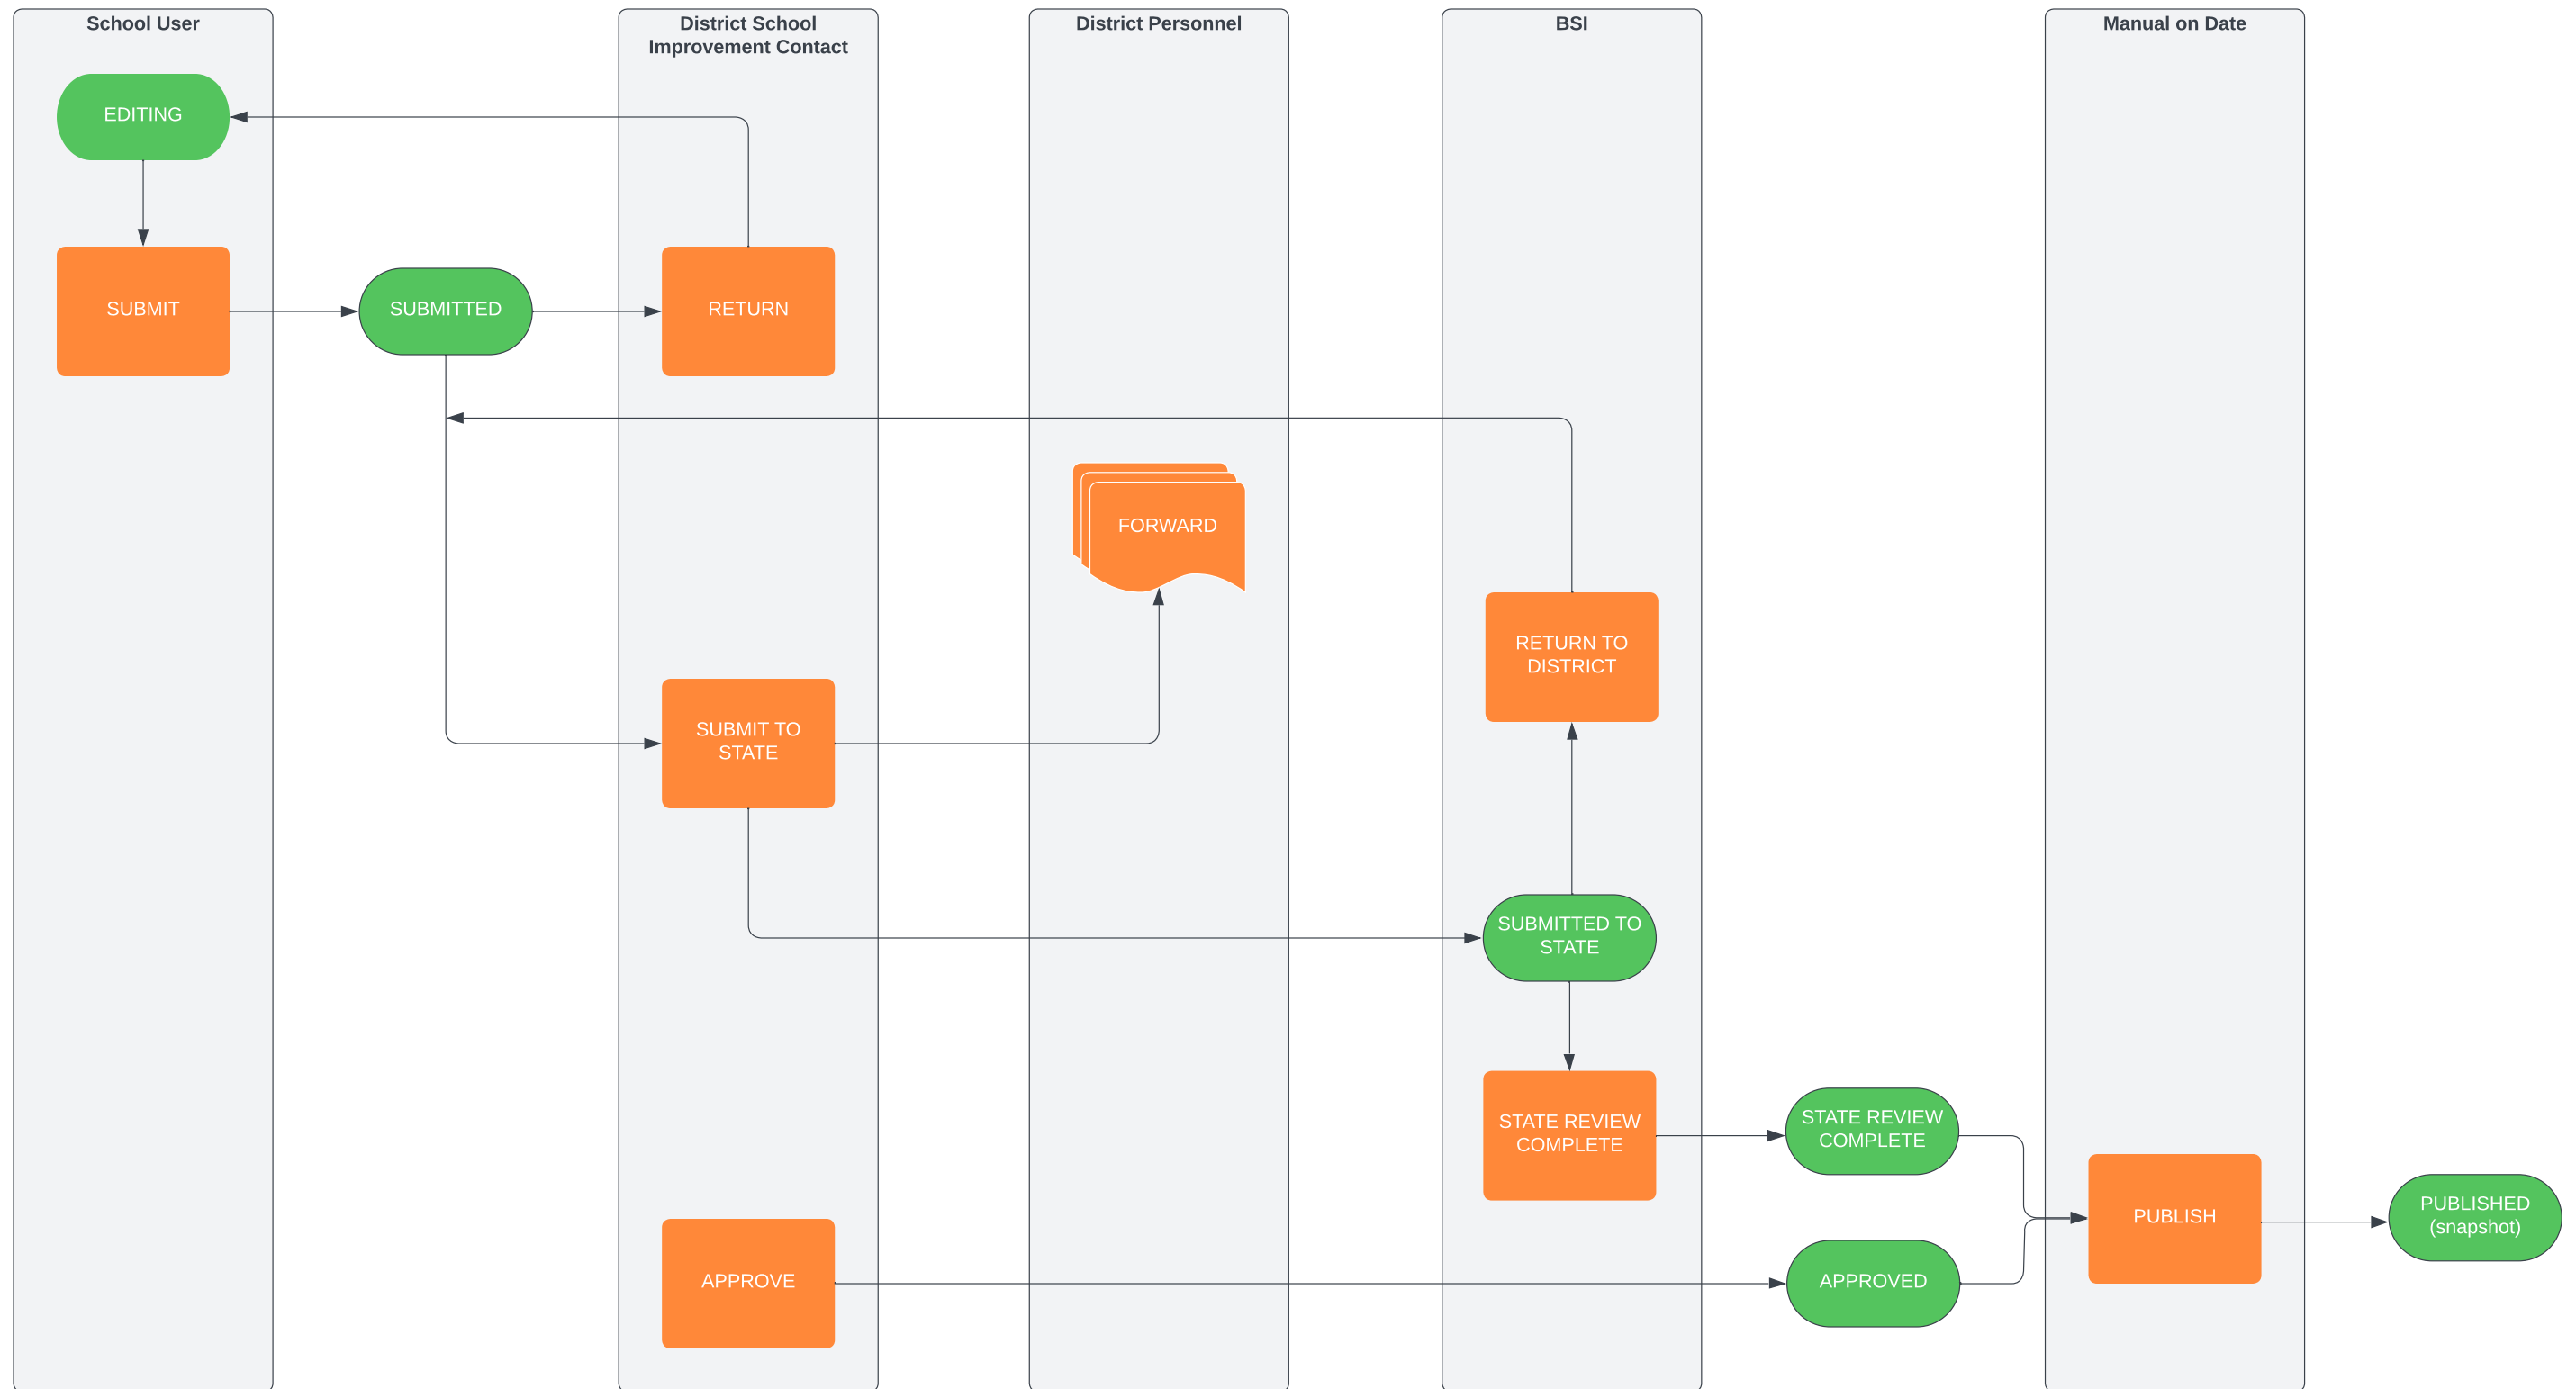 School User
District School
Improvement Contact
District Personnel
BSI
Manual on Date
EDITING
SUBMIT
SUBMITTED
RETURN
FORWARD
RETURN TO
DISTRICT
SUBMIT TO
STATE
SUBMITTED TO
STATE
STATE REVIEW
COMPLETE
STATE REVIEW
COMPLETE
PUBLISH
PUBLISHED
(snapshot)
APPROVE
APPROVED